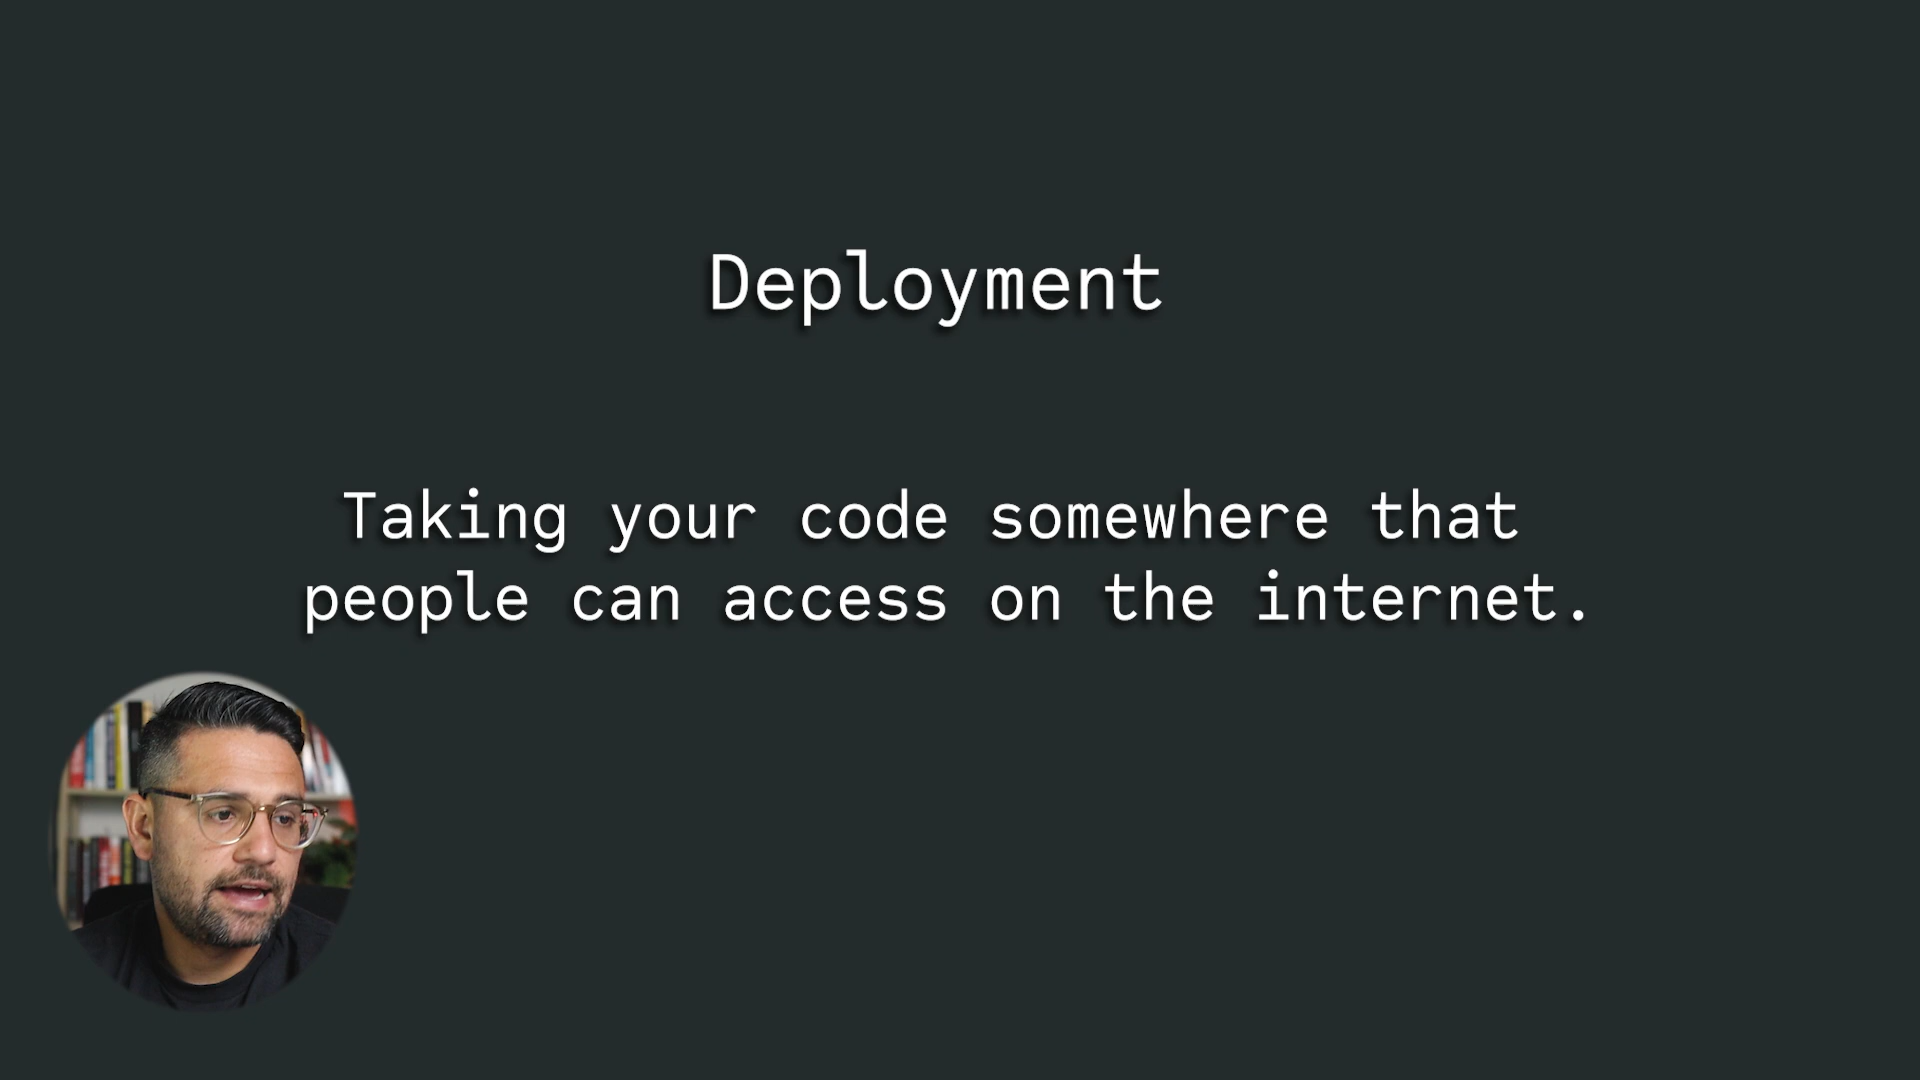 Deployment
Taking your code somewhere that
people can access on the internet.